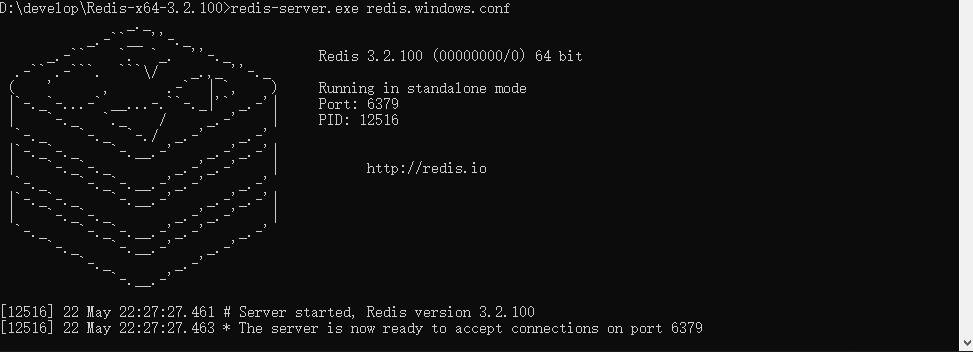 D:\develop\Redis-x64-3.2.100>redis-server.exe redis.windows.conf
Redis 3.2.100 (00000000/0) 64 bit
Running in standalone mode
Port: 6379
PID: 12516
http://redis.io
[12516] 22 May 22:27:27.461 # Server started, Redis version 3.2.100
[12516] 22 May 22:27:27.463 * The server is now ready to accept connections on port 6379